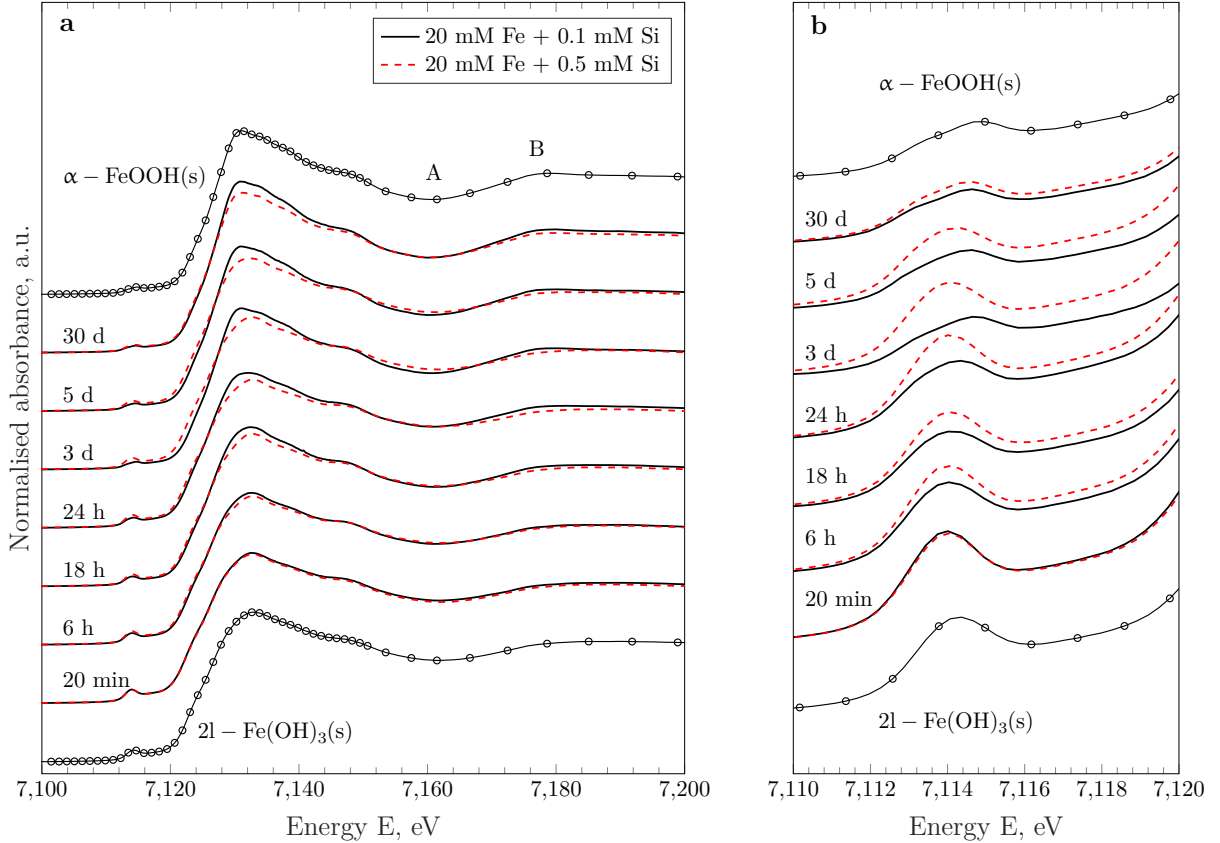 a
20 mM Fe + 0.1 mM Si
20 mM Fe + 0.5 mM Si
α − FeOOH(s)
A
B
30 d
5 d
3 d
24 h
18 h
6 h
20 min
2l − Fe(OH)₃(s)
7,100
7,120
7,140
7,160
7,180
7,200
Energy E, eV
Normalised absorbance, a.u.
b
α − FeOOH(s)
30 d
5 d
3 d
24 h
18 h
6 h
20 min
2l − Fe(OH)₃(s)
7,110
7,112
7,114
7,116
7,118
7,120
Energy E, eV